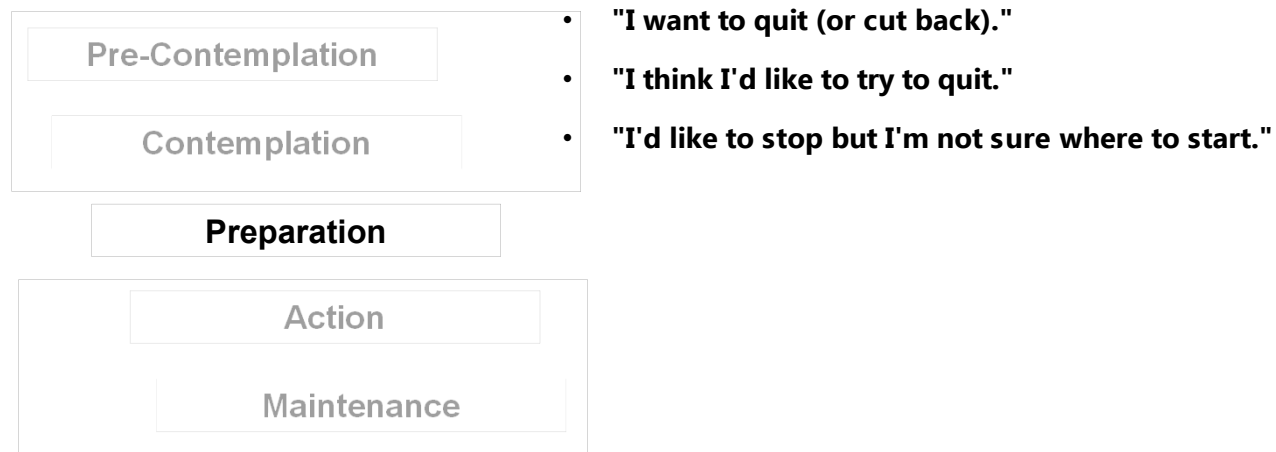 Pre-Contemplation
Contemplation
Preparation
Action
Maintenance
• "I want to quit (or cut back)."
• "I think I'd like to try to quit."
• "I'd like to stop but I'm not sure where to start."